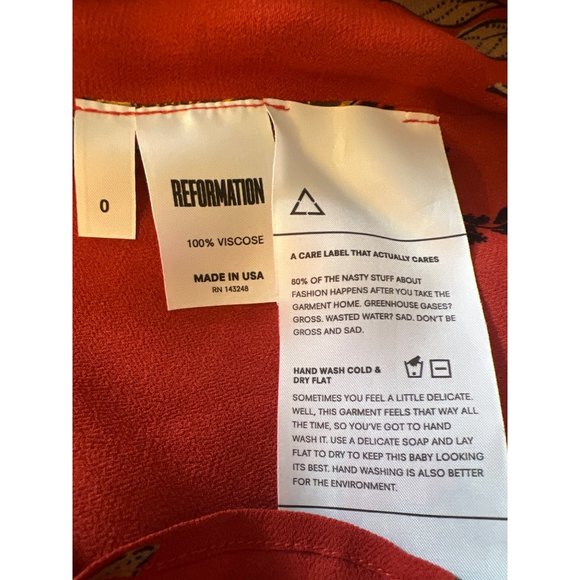 0
REFORMATION
100% VISCOSE
MADE IN USA
RN 143248
A CARE LABEL THAT ACTUALLY CARES
80% OF THE NASTY STUFF ABOUT
FASHION HAPPENS AFTER YOU TAKE THE
GARMENT HOME. GREENHOUSE GASES?
GROSS. WASTED WATER? SAD. DON'T BE
GROSS AND SAD.
HAND WASH COLD &
DRY FLAT
SOMETIMES YOU FEEL A LITTLE DELICATE.
WELL, THIS GARMENT FEELS THAT WAY ALL
THE TIME, SO YOU'VE GOT TO HAND
WASH IT. USE A DELICATE SOAP AND LAY
FLAT TO DRY TO KEEP THIS BABY LOOKING
ITS BEST. HAND WASHING IS ALSO BETTER
FOR THE ENVIRONMENT.